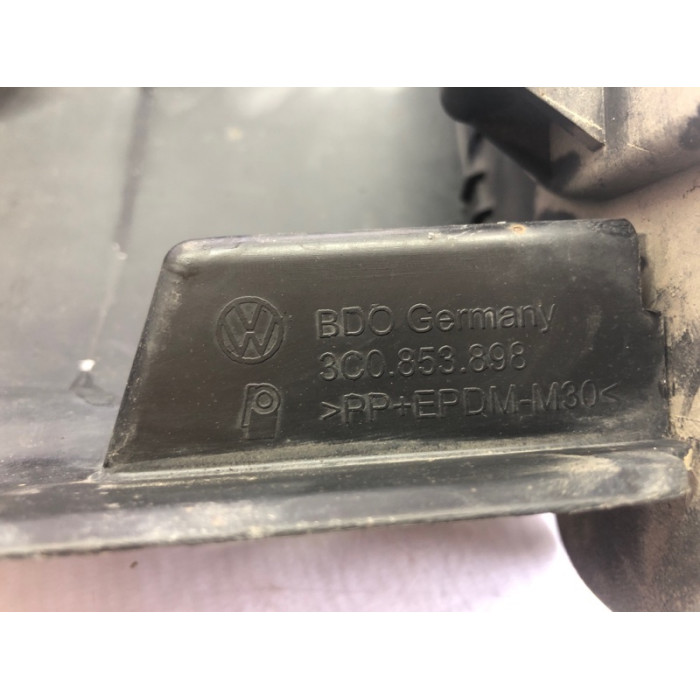 BDO Germany
3C0.853.898
>PP+EPDM-M30<